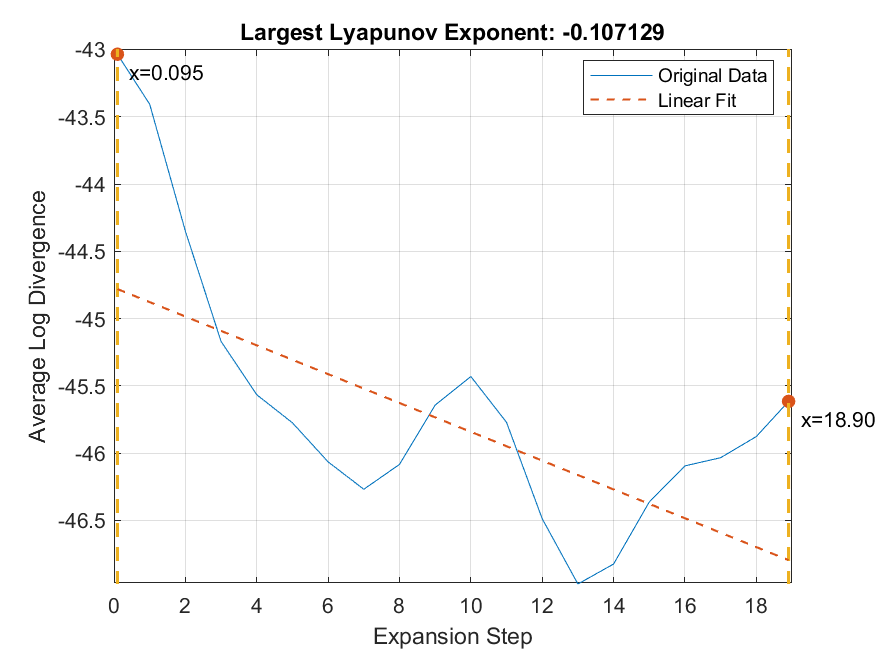 Largest Lyapunov Exponent: -0.107129
-43
x=0.095
Original Data
Linear Fit
-43.5
-44
-44.5
-45
-45.5
-46
-46.5
x=18.90
Average Log Divergence
0 2 4 6 8 10 12 14 16 18
Expansion Step